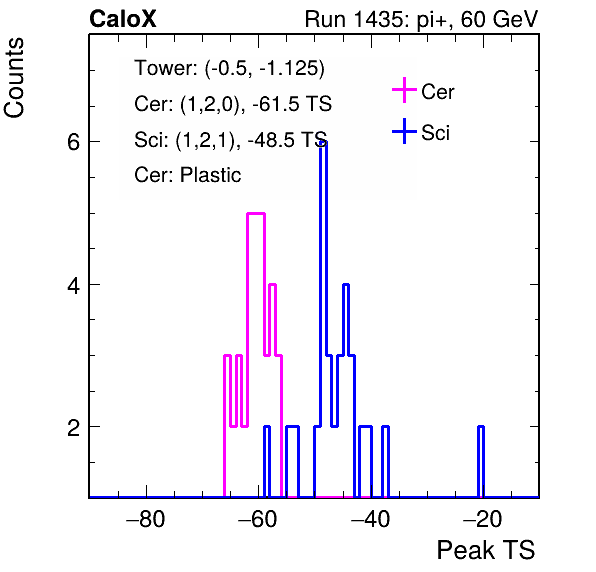 CaloX Run 1435: pi+, 60 GeV
Counts
Tower: (-0.5, -1.125)
Cer: (1,2,0), -61.5 TS
Sci: (1,2,1), -48.5 TS
Cer: Plastic
Cer
Sci
6
4
2
−80 −60 −40 −20
Peak TS